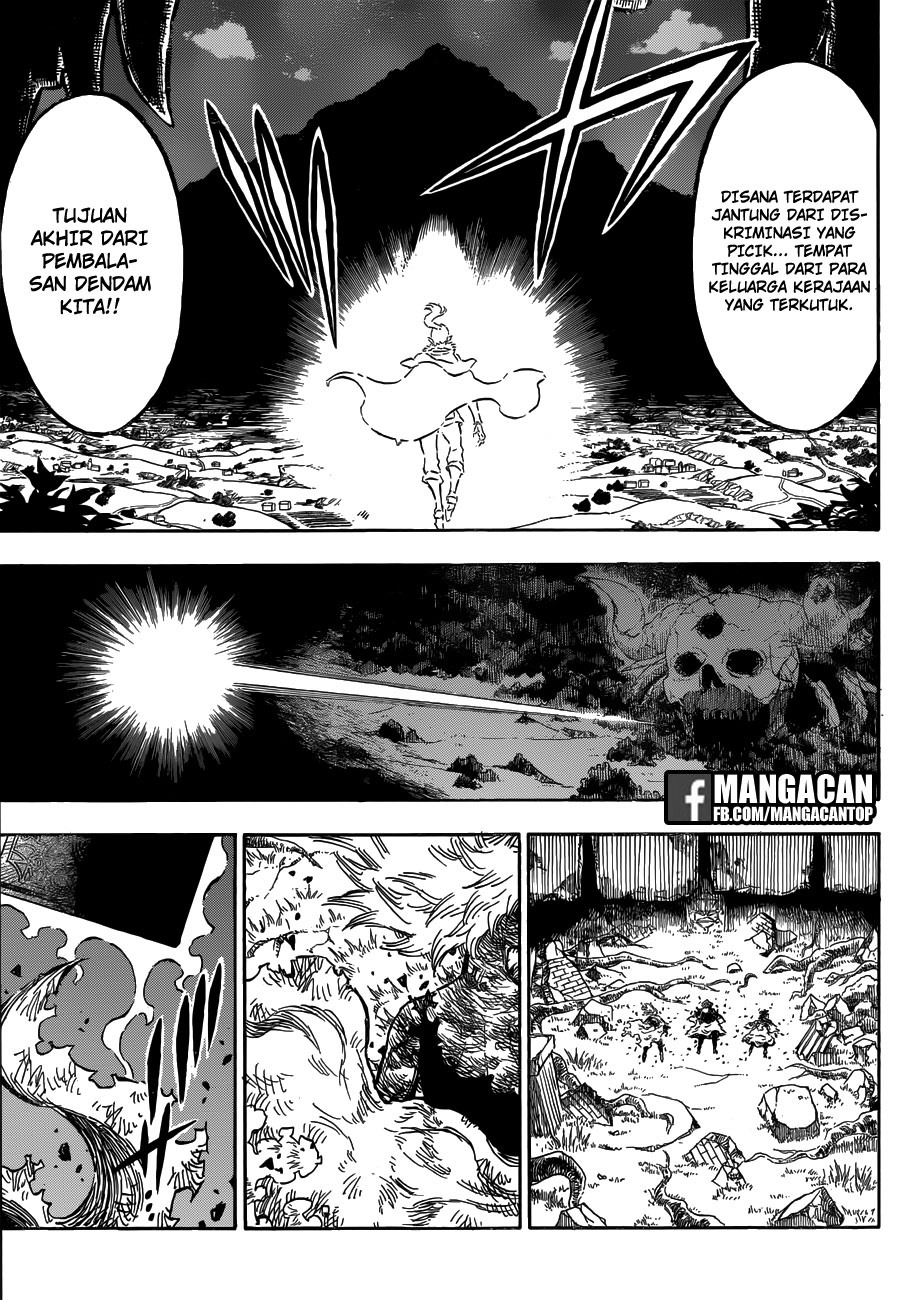 DISANA TERDAPAT
JANTUNG DARI DIS-
KRIMINASI YANG
PICIK... TEMPAT
TINGGAL DARI PARA
KELUARGA KERAJAAN
YANG TERKUTUK.
TUJUAN
AKHIR DARI
PEMBALA-
SAN DENDAM
KITA!!
MANGACAN
FB.COM/MANGACANTOP